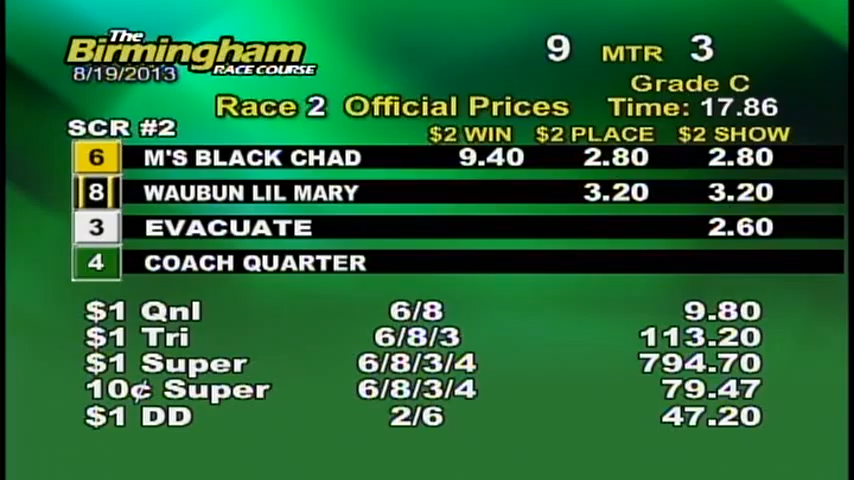 The
Birmingham
RACE COURSE
8/19/2013
9 MTR 3
Grade C
Race 2 Official Prices Time: 17.86
SCR #2
$2 WIN $2 PLACE $2 SHOW
6 M'S BLACK CHAD 9.40 2.80 2.80
8 WAUBUN LIL MARY 3.20 3.20
3 EVACUATE 2.60
4 COACH QUARTER
$1 Qnl 6/8 9.80
$1 Tri 6/8/3 113.20
$1 Super 6/8/3/4 794.70
10¢ Super 6/8/3/4 79.47
$1 DD 2/6 47.20